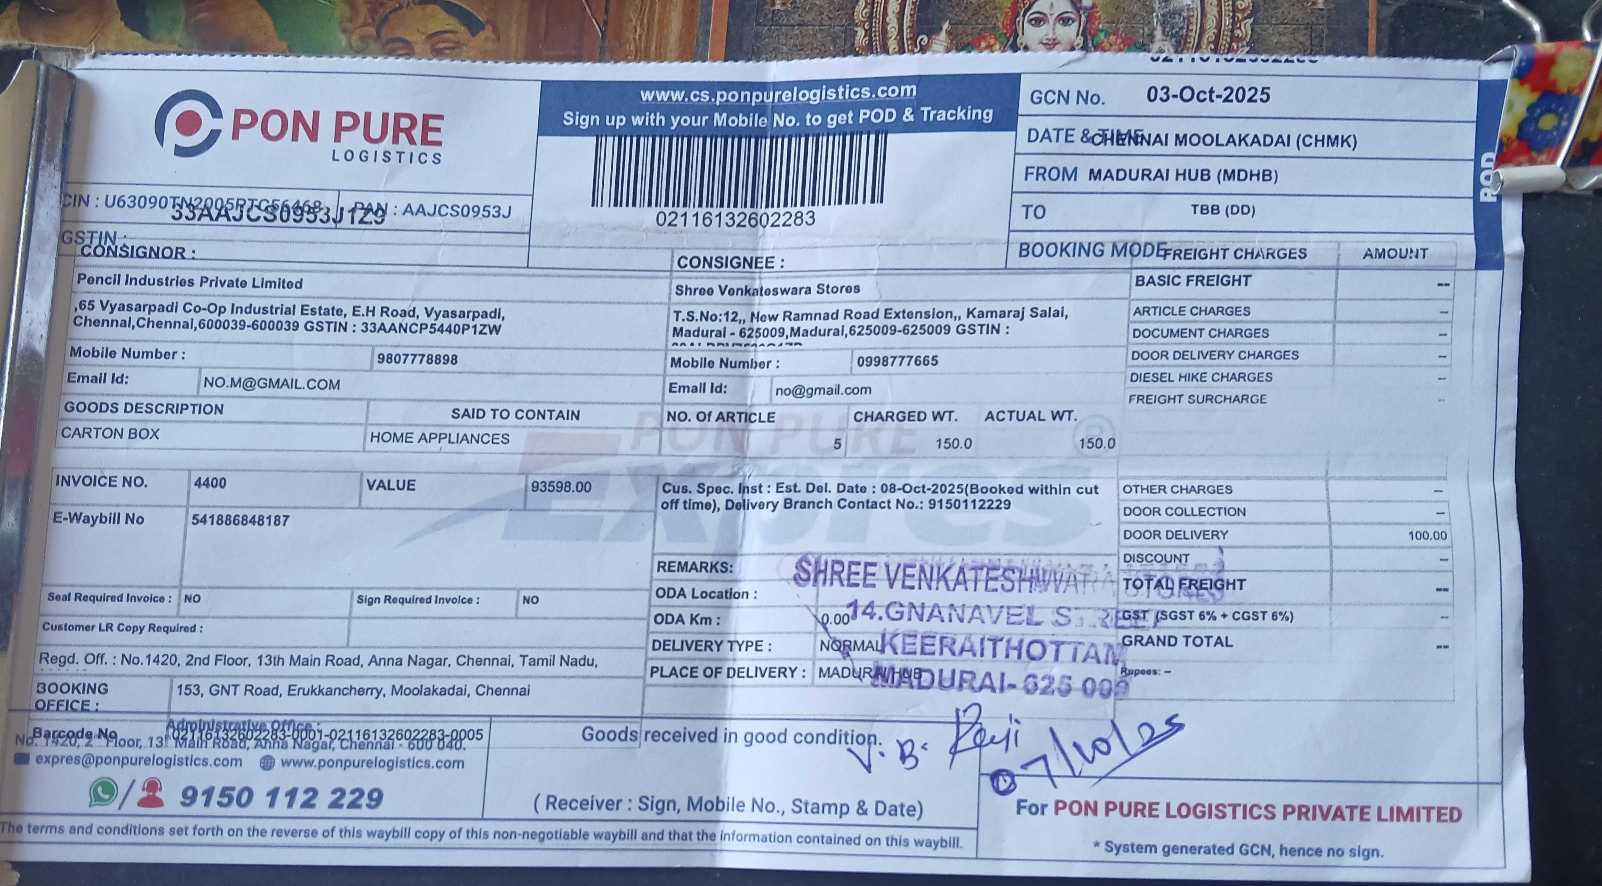 PON PURE
LOGISTICS
www.cs.ponpurelogistics.com
Sign up with your Mobile No. to get POD & Tracking
02116132602283
CIN : U63090TN2005PTC56468 PAN : AAJCS0953J
33AAJCS0953J1Z9
GSTIN :
GCN No. 03-Oct-2025
DATE & TIME CHENNAI MOOLAKADAI (CHMK)
FROM MADURAI HUB (MDHB)
TO TBB (DD)
BOOKING MODE
POD
CONSIGNOR :
Pencil Industries Private Limited
,65 Vyasarpadi Co-Op Industrial Estate, E.H Road, Vyasarpadi,
Chennai,Chennai,600039-600039 GSTIN : 33AANCP5440P1ZW
Mobile Number : 9807778898
Email Id: NO.M@GMAIL.COM
CONSIGNEE :
Shree Venkateswara Stores
T.S.No:12,, New Ramnad Road Extension,, Kamaraj Salai,
Madurai - 625009,Madurai,625009-625009 GSTIN :
Mobile Number : 0998777665
Email Id: no@gmail.com
FREIGHT CHARGES AMOUNT
BASIC FREIGHT --
ARTICLE CHARGES --
DOCUMENT CHARGES --
DOOR DELIVERY CHARGES --
DIESEL HIKE CHARGES --
FREIGHT SURCHARGE --
GOODS DESCRIPTION SAID TO CONTAIN NO. Of ARTICLE CHARGED WT. ACTUAL WT.
CARTON BOX HOME APPLIANCES 5 150.0 150.0
PON PURE
Expres
INVOICE NO. 4400 VALUE 93598.00
E-Waybill No 541886848187
Cus. Spec. Inst : Est. Del. Date : 08-Oct-2025(Booked within cut
off time), Delivery Branch Contact No.: 9150112229
OTHER CHARGES --
DOOR COLLECTION --
DOOR DELIVERY 100.00
DISCOUNT --
TOTAL FREIGHT --
GST (SGST 6% + CGST 6%) --
GRAND TOTAL --
Rupees: --
Seal Required Invoice : NO Sign Required Invoice : NO
Customer LR Copy Required :
REMARKS:
ODA Location :
ODA Km : 0.00
DELIVERY TYPE : NORMAL
PLACE OF DELIVERY : MADURAI HUB
SHREE VENKATESHWARA STORES
14.GNANAVEL STREET
KEERAITHOTTAM
MADURAI- 625 009
Regd. Off. : No.1420, 2nd Floor, 13th Main Road, Anna Nagar, Chennai, Tamil Nadu,
BOOKING
OFFICE :
153, GNT Road, Erukkancherry, Moolakadai, Chennai
Administrative Office :
Barcode No 02116132602283-0001-02116132602283-0005
No. 1420, 2 Floor, 13 Main Road, Anna Nagar, Chennai - 600 040.
expres@ponpurelogistics.com www.ponpurelogistics.com
9150 112 229
Goods received in good condition.
07/10/25
( Receiver : Sign, Mobile No., Stamp & Date)
For PON PURE LOGISTICS PRIVATE LIMITED
* System generated GCN, hence no sign.
The terms and conditions set forth on the reverse of this waybill copy of this non-negotiable waybill and that the information contained on this waybill.